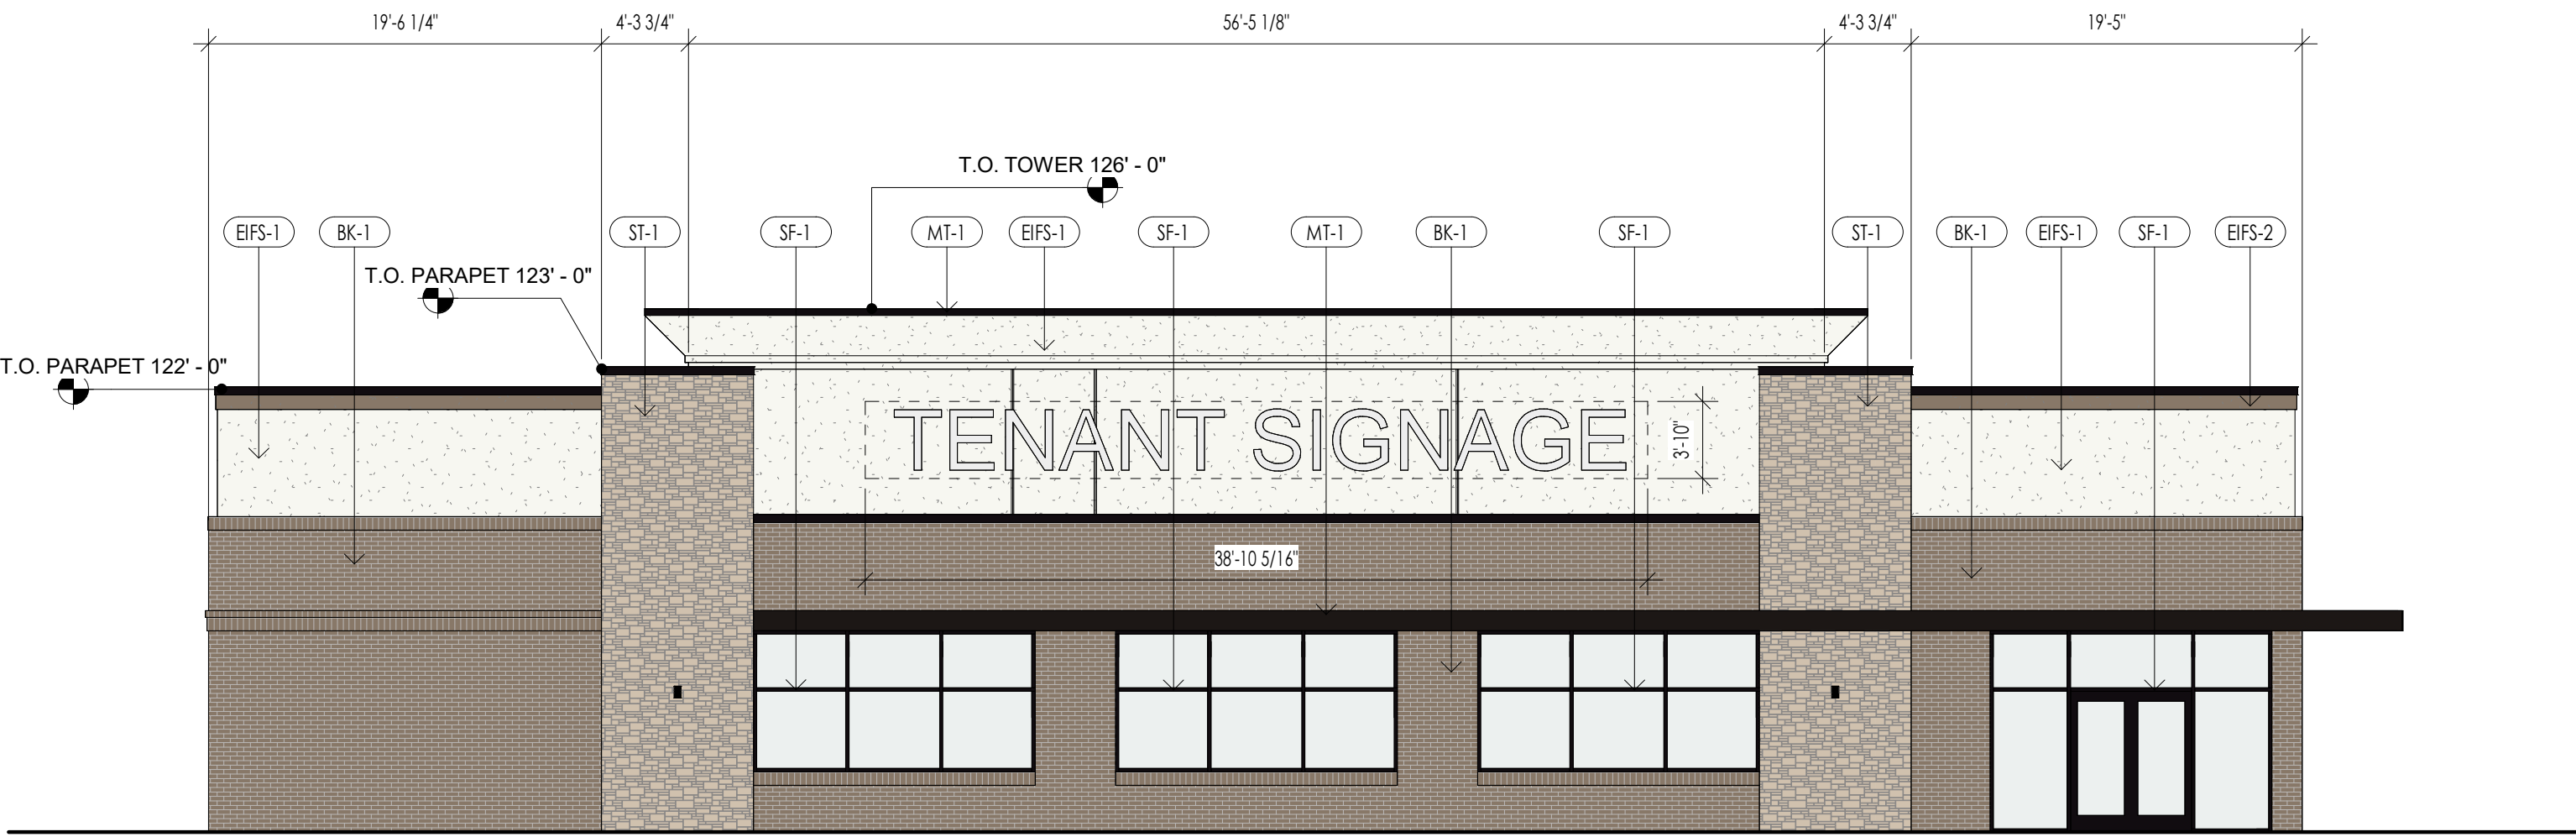 19'-6 1/4" 4'-3 3/4" 56'-5 1/8" 4'-3 3/4" 19'-5"
T.O. TOWER 126' - 0"
EIFS-1 BK-1 ST-1 SF-1 MT-1 EIFS-1 SF-1 MT-1 BK-1 SF-1 ST-1 BK-1 EIFS-1 SF-1 EIFS-2
T.O. PARAPET 123' - 0"
T.O. PARAPET 122' - 0"
TENANT SIGNAGE
3'-10"
38'-10 5/16"